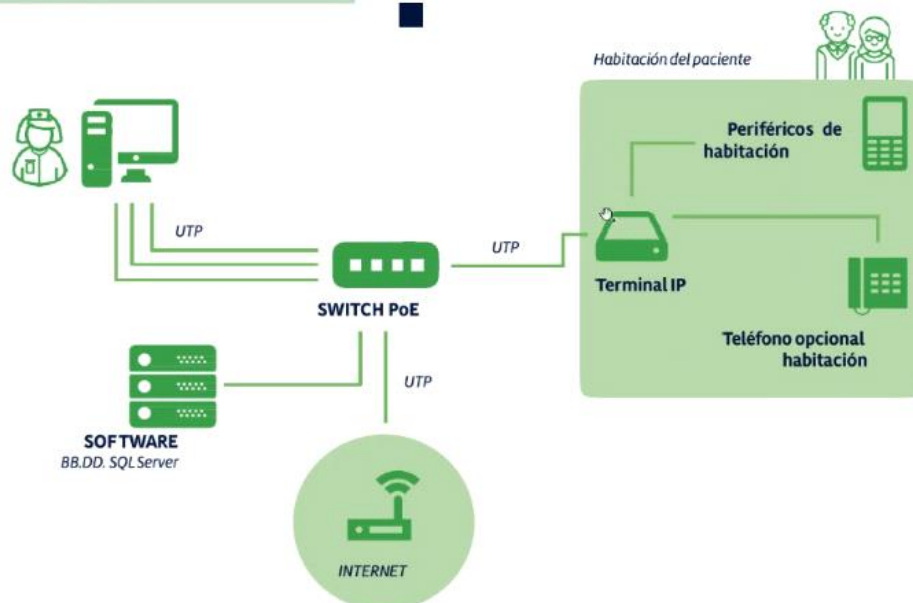 Habitación del paciente
Periféricos de
habitación
UTP
UTP
Terminal IP
SWITCH PoE
Teléfono opcional
habitación
UTP
SOFTWARE
BB.DD. SQL Server
INTERNET